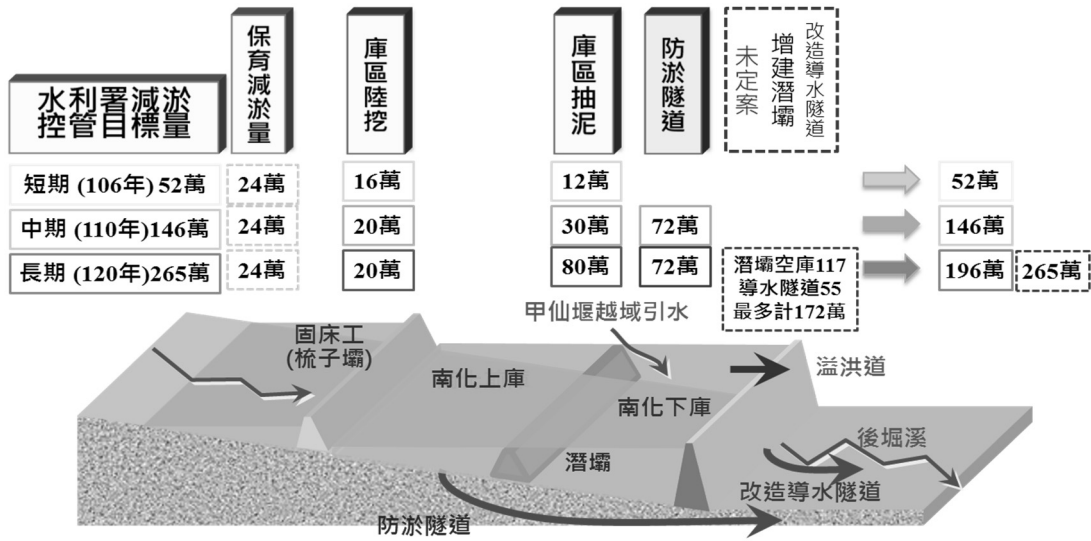 水利署減淤
控管目標量
保育減淤量
庫區陸挖
庫區抽泥
防淤隧道
未定案
增建潛壩
改造導水隧道
短期 (106年) 52萬
24萬
16萬
12萬
52萬
中期 (110年)146萬
24萬
20萬
30萬
72萬
146萬
長期 (120年)265萬
24萬
20萬
80萬
72萬
潛壩空庫117
導水隧道55
最多計172萬
196萬
265萬
甲仙堰越域引水
固床工
(梳子壩)
南化上庫
南化下庫
溢洪道
潛壩
後堀溪
改造導水隧道
防淤隧道